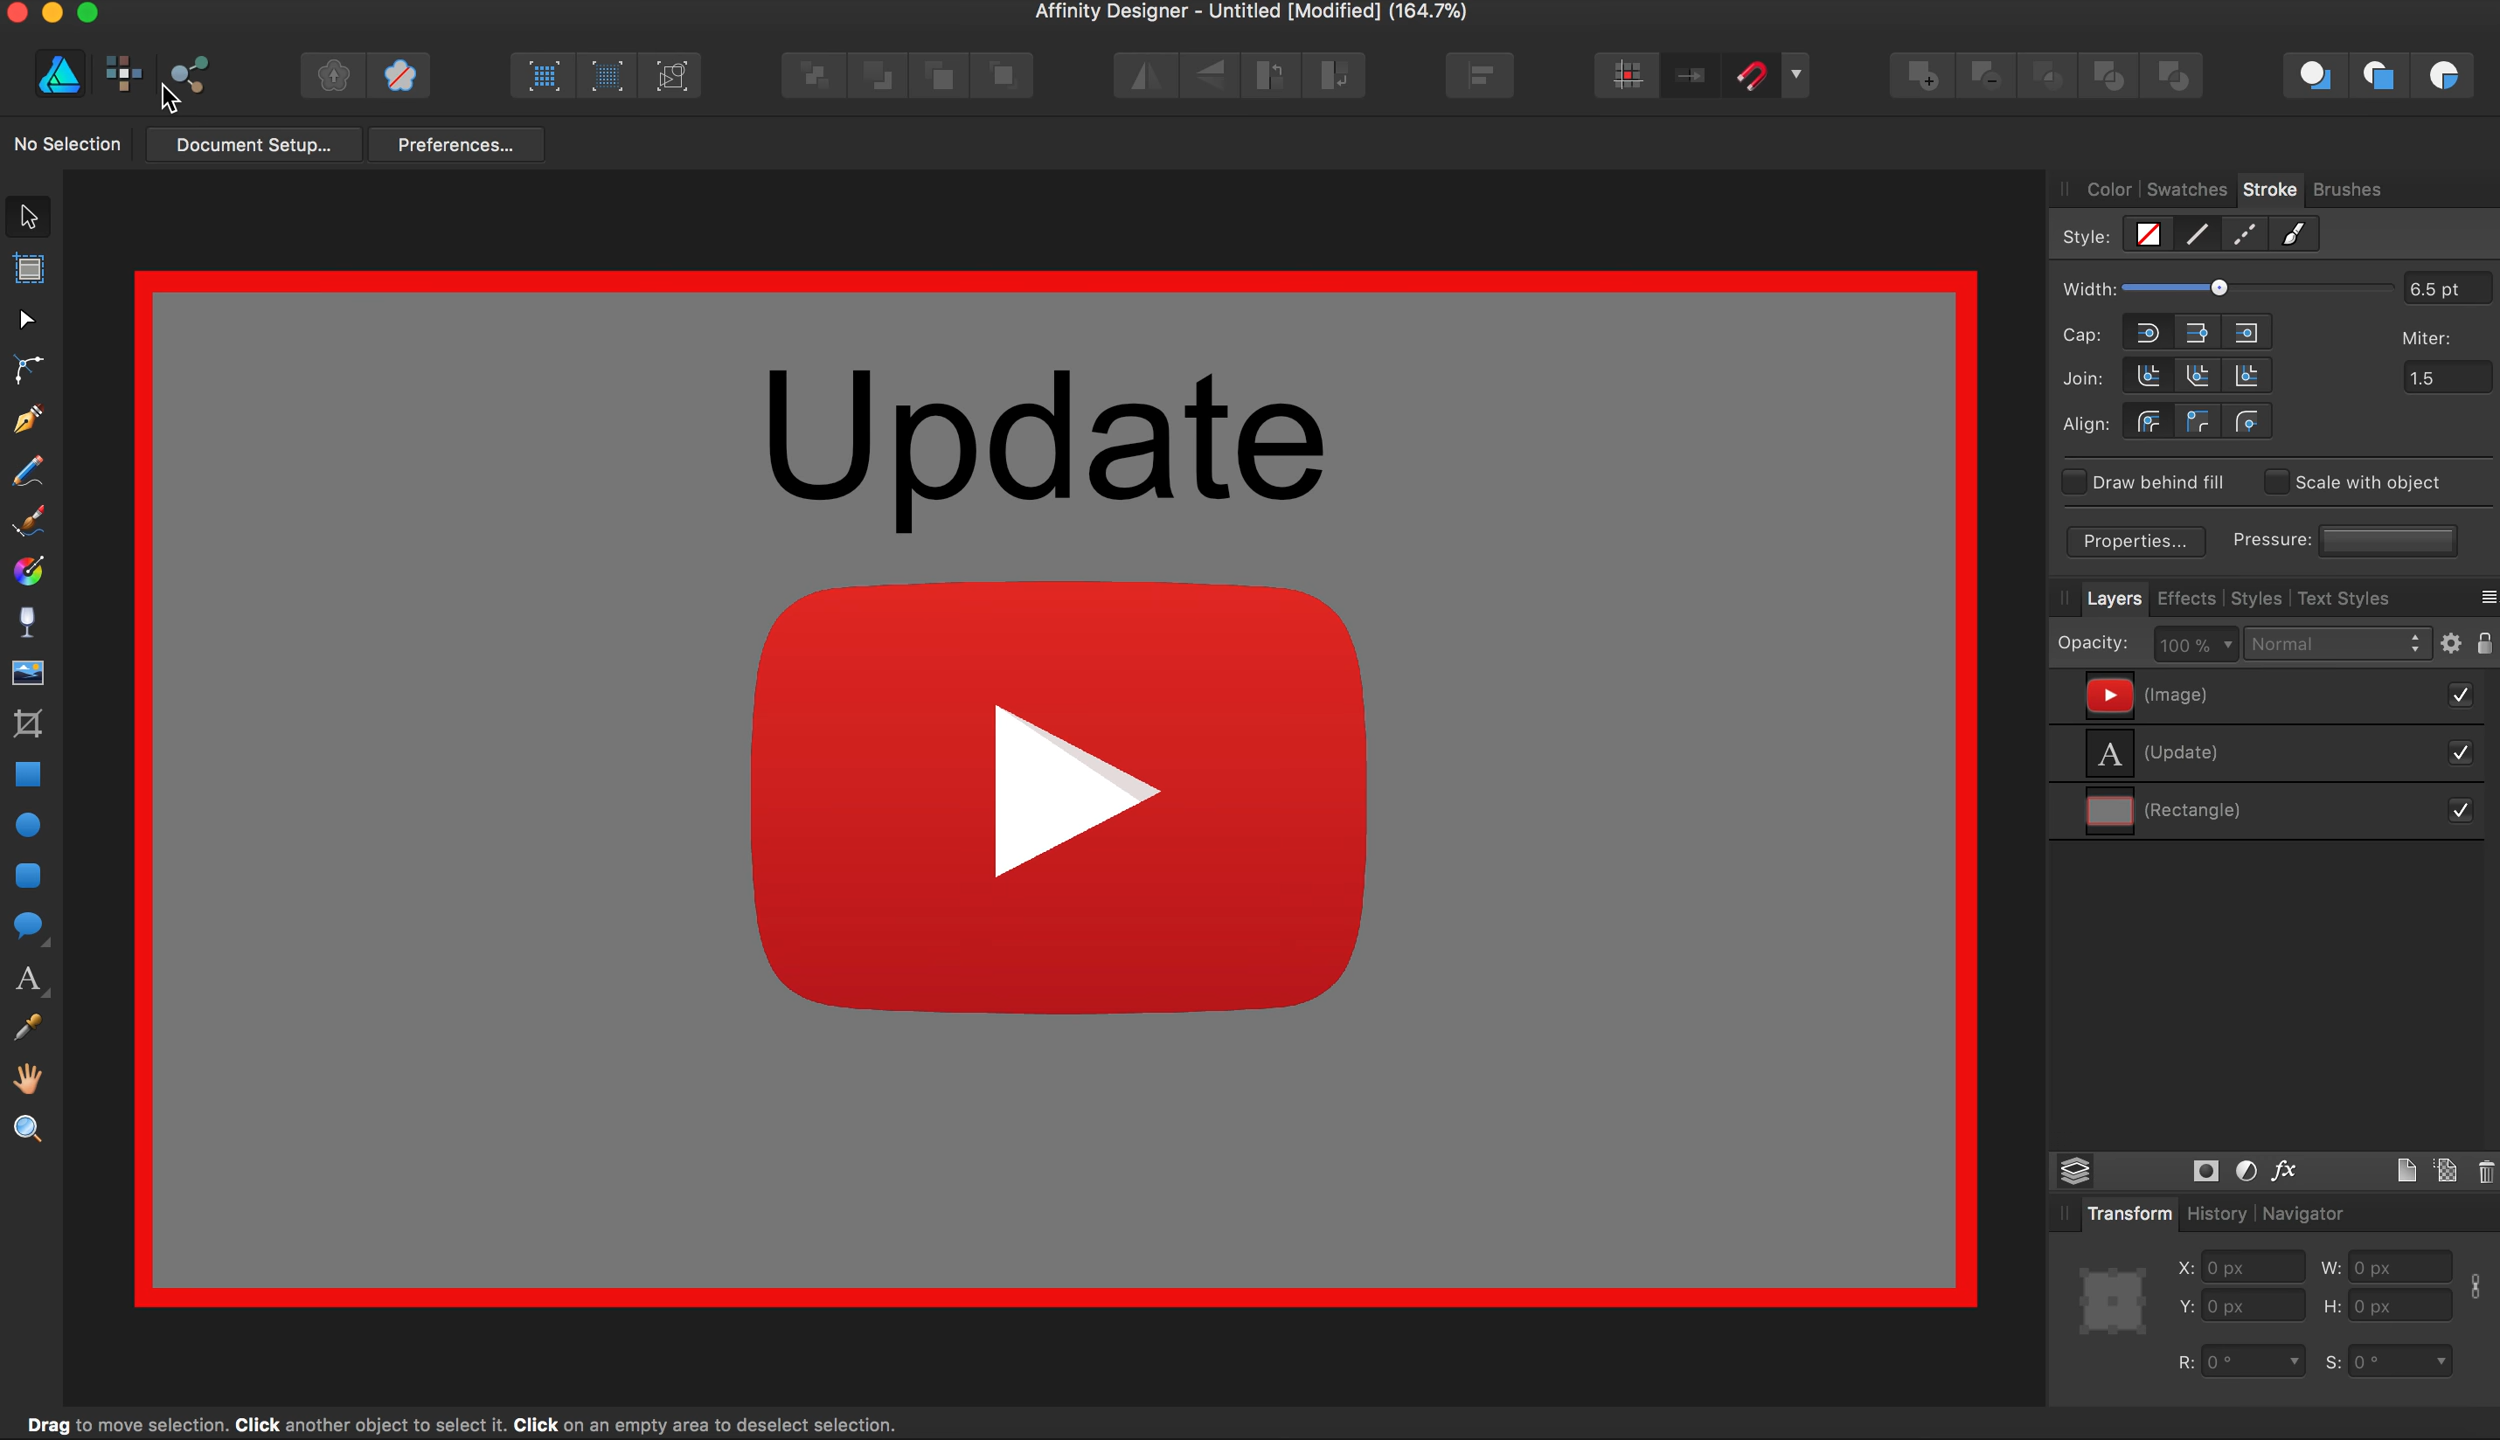 Affinity Designer - Untitled [Modified] (164.7%)
No Selection
Document Setup...
Preferences...
Color Swatches Stroke Brushes
Style:
Width: 6.5 pt
Cap: Miter:
Join: 1.5
Align:
Draw behind fill Scale with object
Properties... Pressure:
Update
Layers Effects Styles Text Styles
Opacity: 100 % Normal
(Image)
A (Update)
(Rectangle)
A
fx
Transform History Navigator
X: 0 px W: 0 px
Y: 0 px H: 0 px
R: 0 ° S: 0 °
Drag to move selection. Click another object to select it. Click on an empty area to deselect selection.